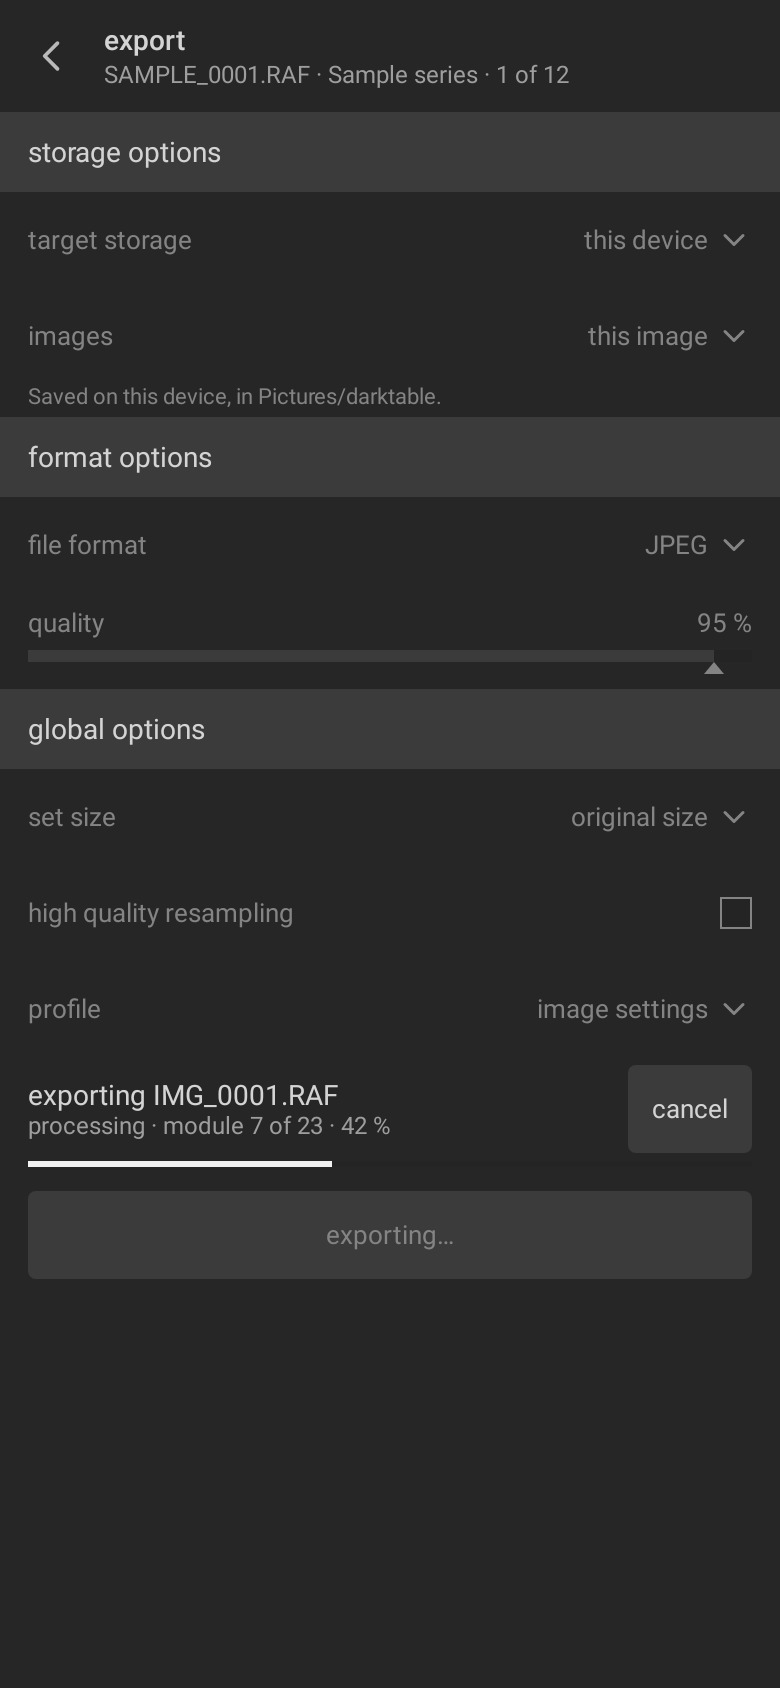 export
SAMPLE_0001.RAF · Sample series · 1 of 12
storage options
target storage this device
images this image
Saved on this device, in Pictures/darktable.
format options
file format JPEG
quality 95 %
global options
set size original size
high quality resampling
profile image settings
exporting IMG_0001.RAF
processing · module 7 of 23 · 42 %
cancel
exporting…